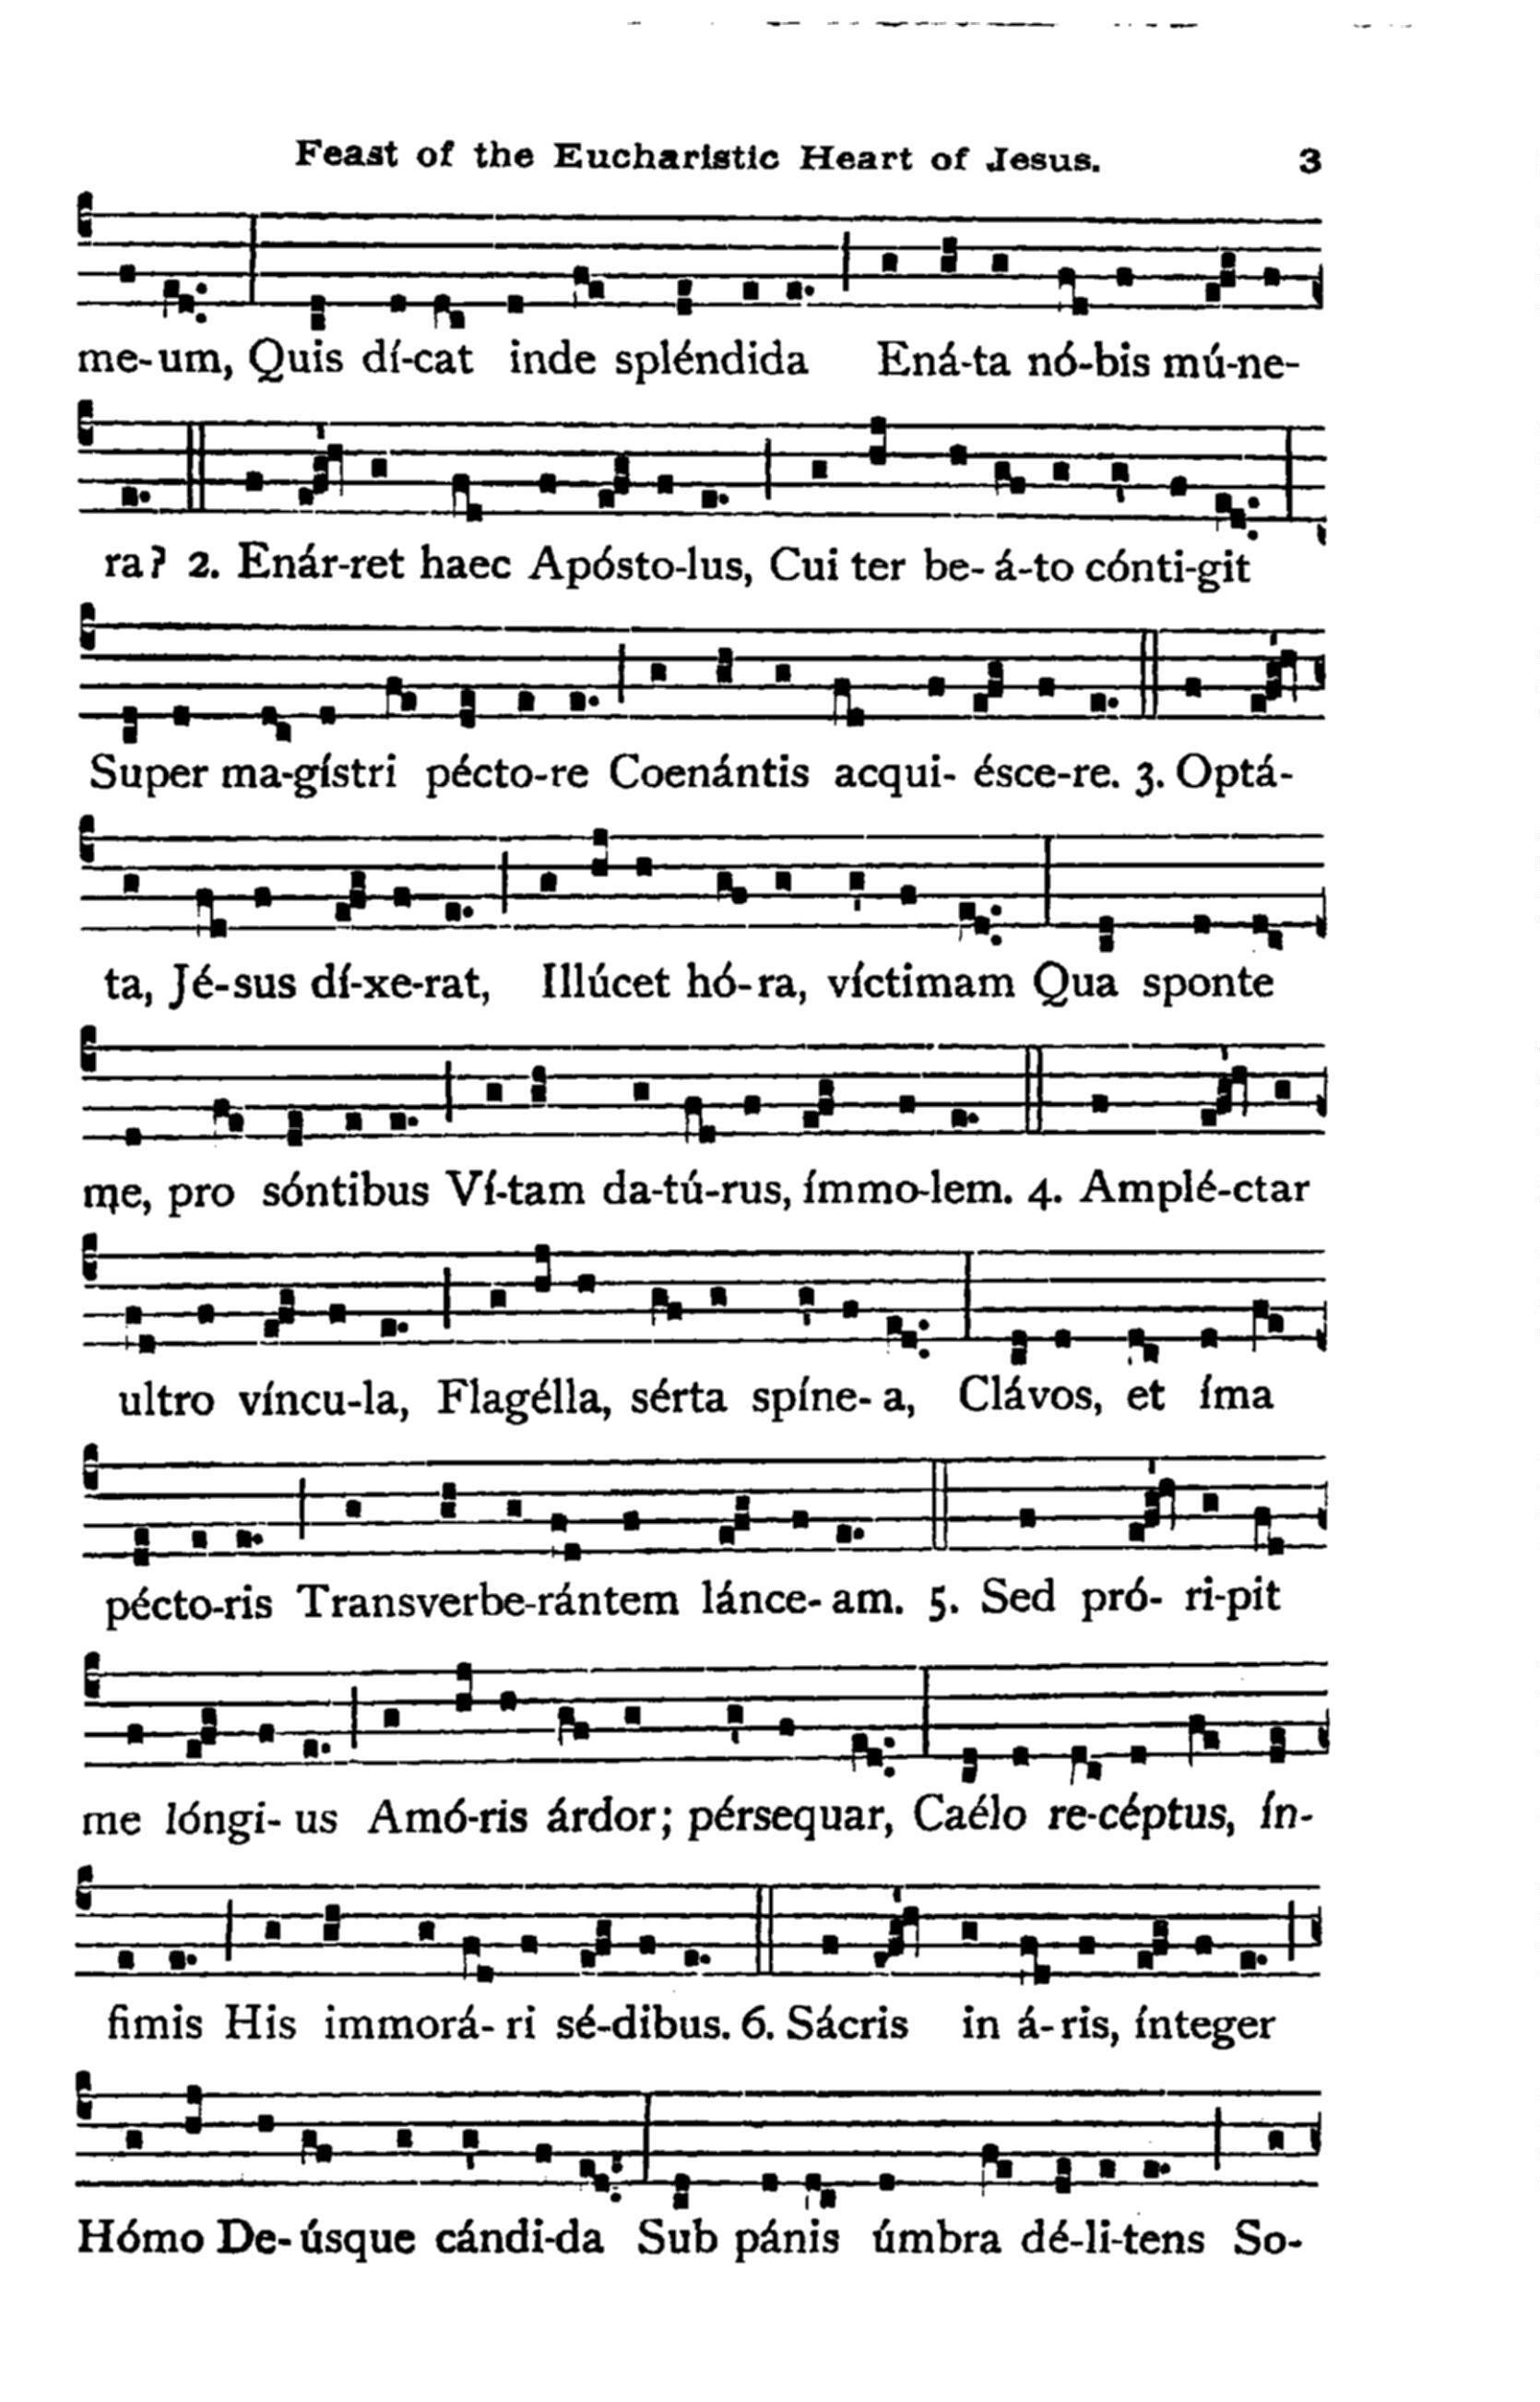 Feast of the Eucharistic Heart of Jesus. 3
me-um, Quis dí-cat inde spléndida Ená-ta nó-bis mú-ne-
ra? 2. Enár-ret haec Apósto-lus, Cui ter be- á-to cónti-git
Super ma-gístri pécto-re Coenántis acqui- ésce-re. 3. Optá-
ta, Jé-sus dí-xe-rat, Illúcet hó-ra, víctimam Qua sponte
me, pro sóntibus Ví-tam da-tú-rus, ímmo-lem. 4. Amplé-ctar
ultro víncu-la, Flagélla, sérta spíne- a, Clávos, et íma
pécto-ris Transverbe-rántem lánce- am. 5. Sed pró- ri-pit
me lóngi- us Amó-ris árdor; pérsequar, Caélo re-céptus, ín-
fimis His immorá- ri sé-dibus. 6. Sácris in á- ris, ínteger
Hómo De- úsque cándi-da Sub pánis úmbra dé-li-tens So-